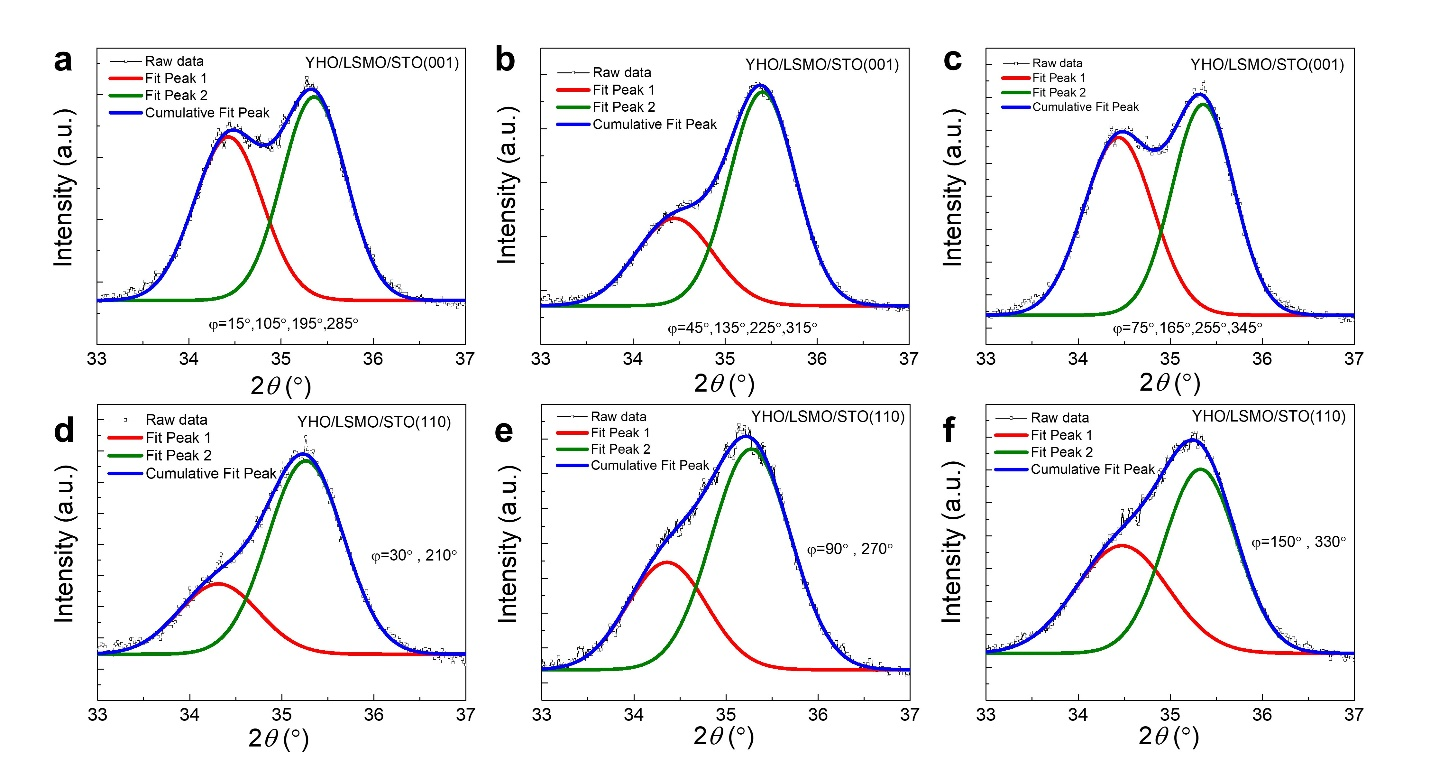 a
Raw data
YHO/LSMO/STO(001)
Fit Peak 1
Fit Peak 2
Cumulative Fit Peak
φ=15°,105°,195°,285°
Intensity (a.u.)
33 34 35 36 37
2θ (°)
b
Raw data
YHO/LSMO/STO(001)
Fit Peak 1
Fit Peak 2
Cumulative Fit Peak
φ=45°,135°,225°,315°
Intensity (a.u.)
33 34 35 36 37
2θ (°)
c
Raw data
YHO/LSMO/STO(001)
Fit Peak 1
Fit Peak 2
Cumulative Fit Peak
φ=75°,165°,255°,345°
Intensity (a.u.)
33 34 35 36 37
2θ (°)
d
Raw data
YHO/LSMO/STO(110)
Fit Peak 1
Fit Peak 2
Cumulative Fit Peak
φ=30° , 210°
Intensity (a.u.)
33 34 35 36 37
2θ (°)
e
Raw data
YHO/LSMO/STO(110)
Fit Peak 1
Fit Peak 2
Cumulative Fit Peak
φ=90° , 270°
Intensity (a.u.)
33 34 35 36 37
2θ (°)
f
Raw data
YHO/LSMO/STO(110)
Fit Peak 1
Fit Peak 2
Cumulative Fit Peak
φ=150° , 330°
Intensity (a.u.)
33 34 35 36 37
2θ (°)